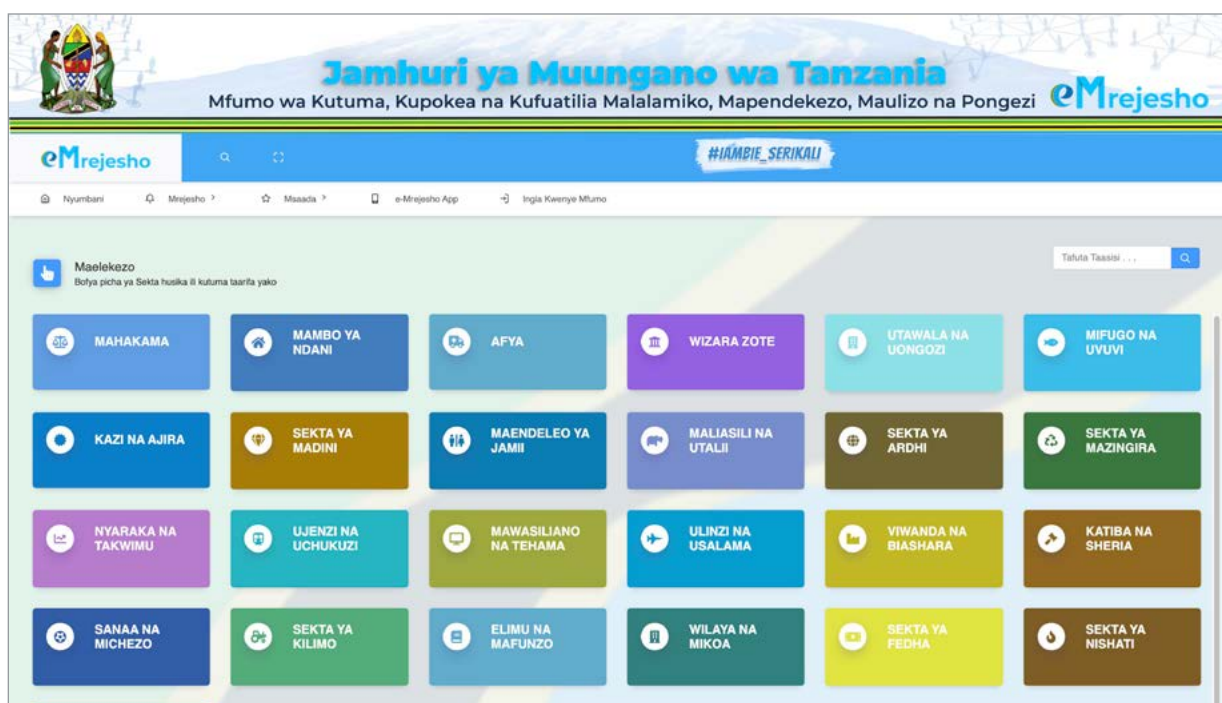 Jamhuri ya Muungano wa Tanzania
Mfumo wa Kutuma, Kupokea na Kufuatilia Malalamiko, Mapendekezo, Maulizo na Pongezi
eMrejesho
eMrejesho
#IAMBIE_SERIKALI
Nyumbani
Mrejesho >
Msaada >
e-Mrejesho App
Ingia Kwenye Mfumo
Maelekezo
Bofya picha ya Sekta husika ili kutuma taarifa yako
Tafuta Taasisi . . .
MAHAKAMA
MAMBO YA
NDANI
AFYA
WIZARA ZOTE
UTAWALA NA
UONGOZI
MIFUGO NA
UVUVI
KAZI NA AJIRA
SEKTA YA
MADINI
MAENDELEO YA
JAMII
MALIASILI NA
UTALII
SEKTA YA
ARDHI
SEKTA YA
MAZINGIRA
NYARAKA NA
TAKWIMU
UJENZI NA
UCHUKUZI
MAWASILIANO
NA TEHAMA
ULINZI NA
USALAMA
VIWANDA NA
BIASHARA
KATIBA NA
SHERIA
SANAA NA
MICHEZO
SEKTA YA
KILIMO
ELIMU NA
MAFUNZO
WILAYA NA
MIKOA
SEKTA YA
FEDHA
SEKTA YA
NISHATI